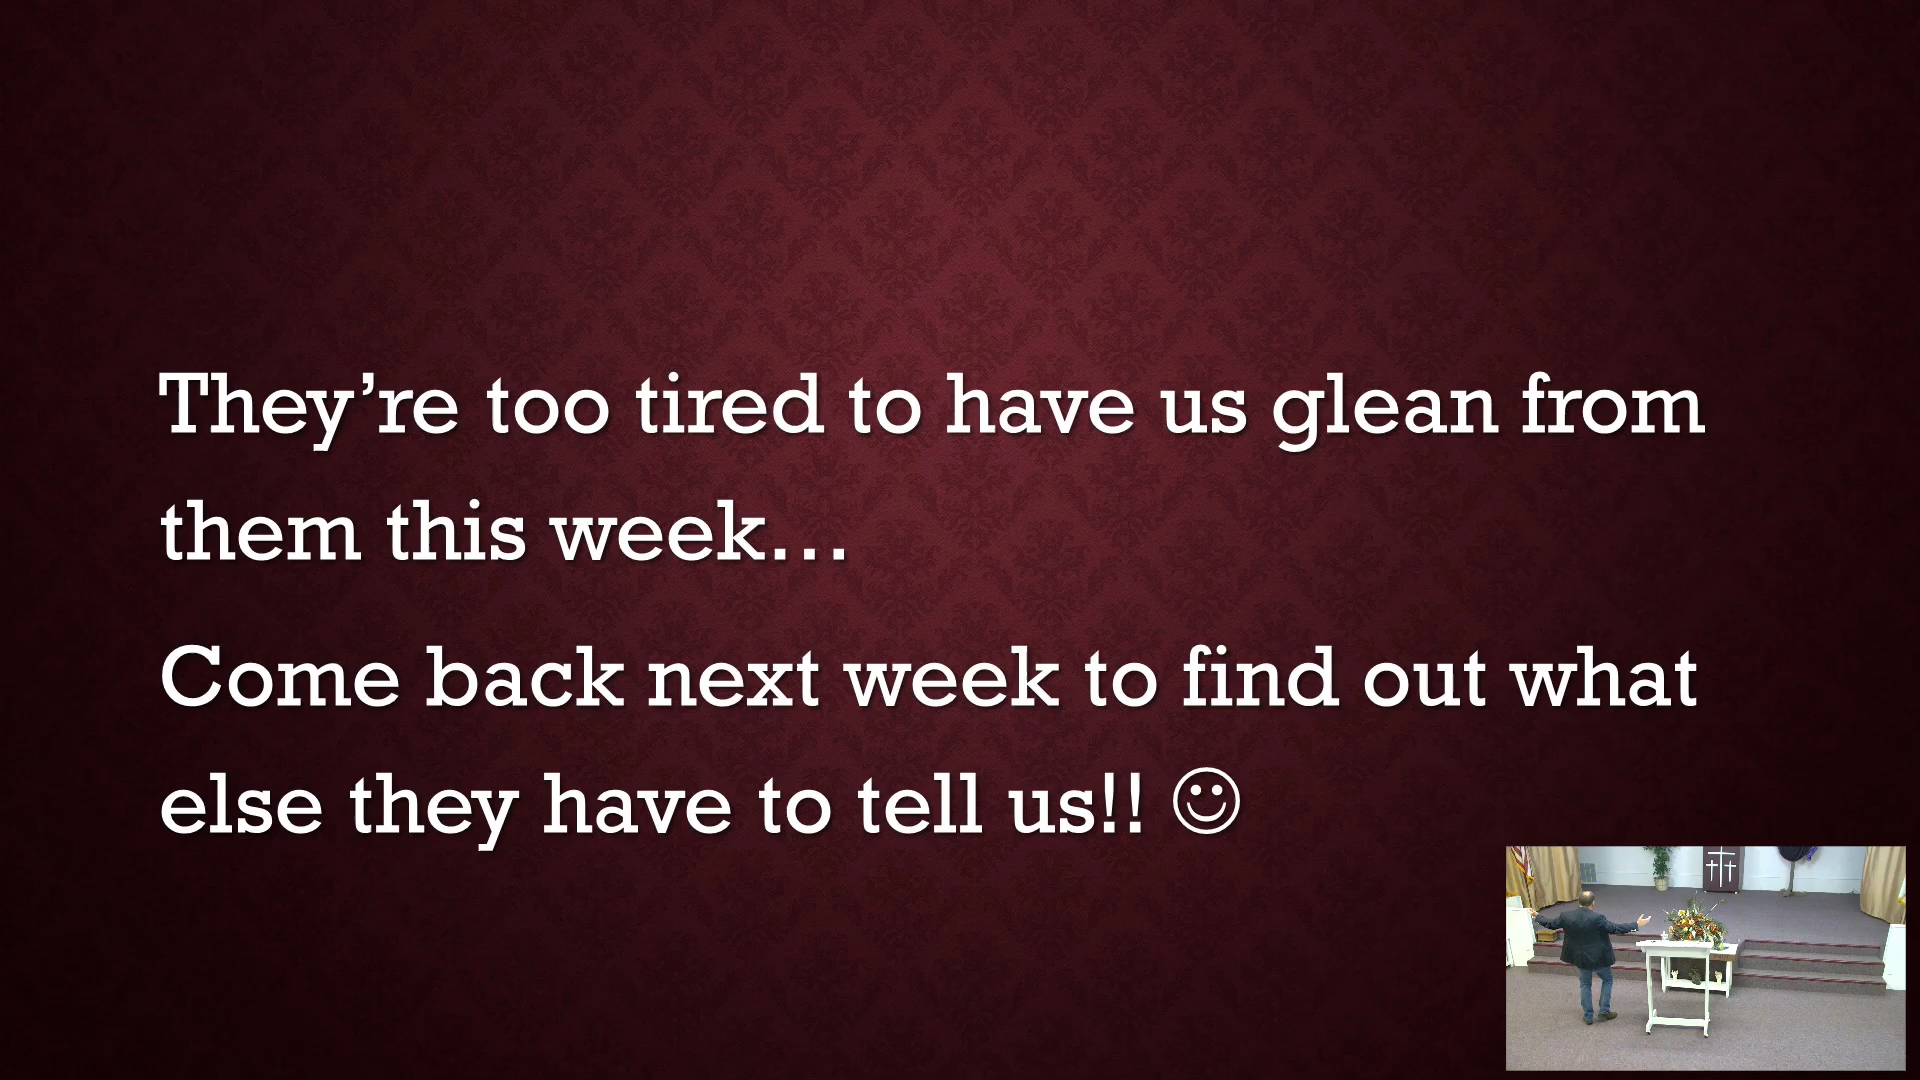 They’re too tired to have us glean from
them this week…
Come back next week to find out what
else they have to tell us!! ☺